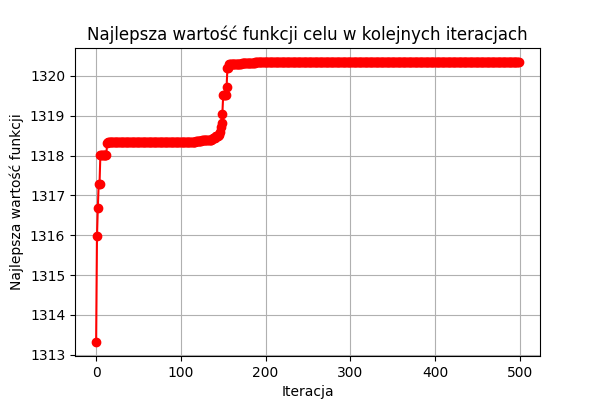 Najlepsza wartość funkcji celu w kolejnych iteracjach
Najlepsza wartość funkcji
1320
1319
1318
1317
1316
1315
1314
1313
0 100 200 300 400 500
Iteracja